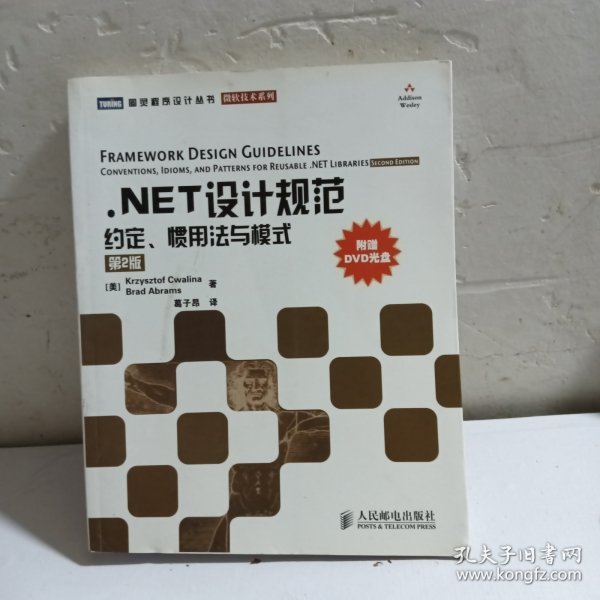 TURING 图灵程序设计丛书 微软技术系列
Addison
Wesley
FRAMEWORK DESIGN GUIDELINES
CONVENTIONS, IDIOMS, AND PATTERNS FOR REUSABLE .NET LIBRARIES SECOND EDITION
.NET设计规范
约定、惯用法与模式
第2版
附赠
DVD光盘
[美] Krzysztof Cwalina
Brad Abrams 著
葛子昂 译
人民邮电出版社
POSTS & TELECOM PRESS
孔夫子旧书网
www.kongfz.com